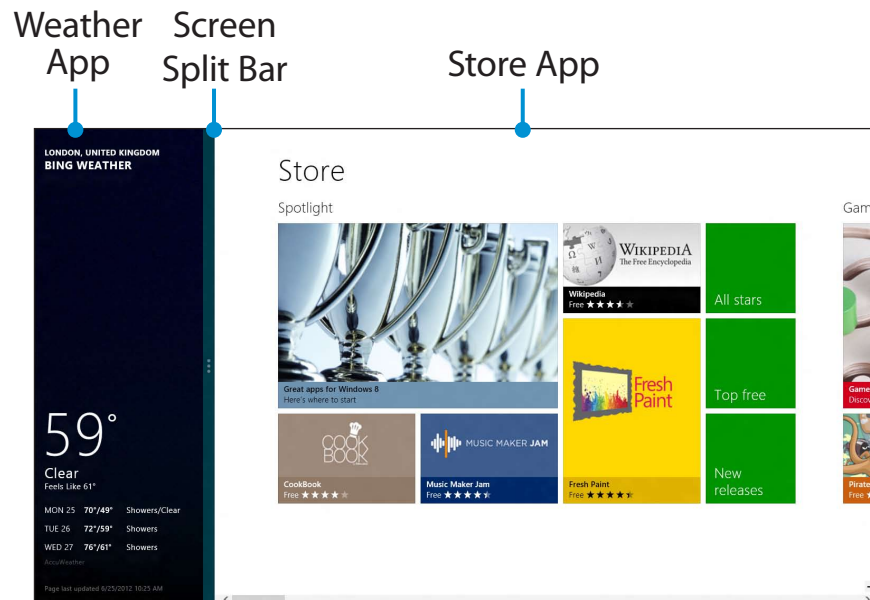 Weather
App
Screen
Split Bar
Store App
LONDON, UNITED KINGDOM
BING WEATHER
59°
Clear
Feels Like 61°
MON 25 70°/49° Showers/Clear
TUE 26 72°/59° Showers
WED 27 76°/61° Showers
AccuWeather
Page last updated 6/25/2012 10:25 AM
Store
Spotlight
Great apps for Windows 8
Here's where to start
WIKIPEDIA
The Free Encyclopedia
Wikipedia
Free
All stars
Fresh
Paint
Fresh Paint
Free
Top free
COOK
BOOK
CookBook
Free
MUSIC MAKER JAM
Music Maker Jam
Free
New
releases
Gam
Game
Disco
Pirate
Free